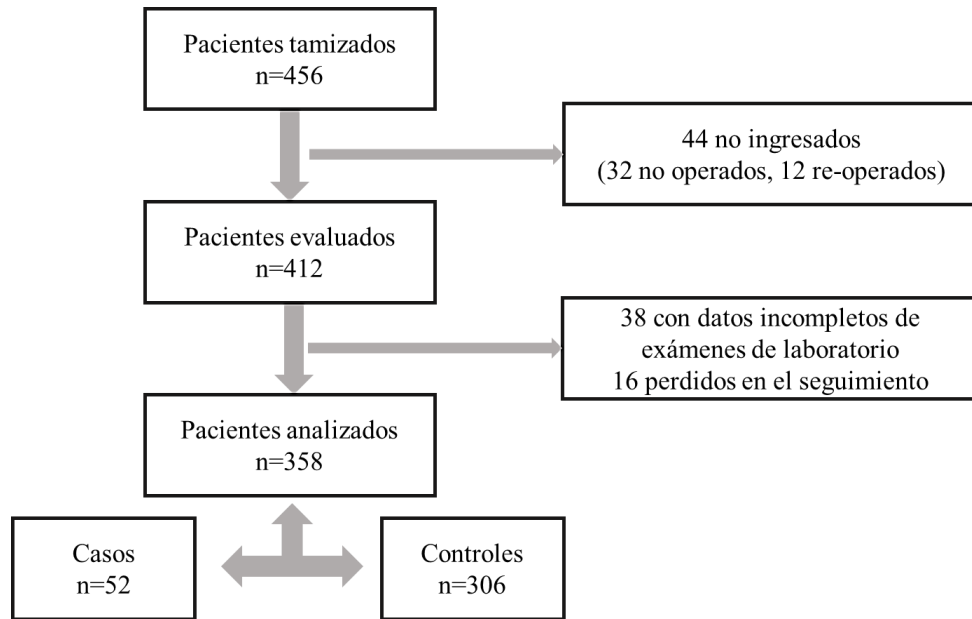 Pacientes tamizados
n=456
44 no ingresados
(32 no operados, 12 re-operados)
Pacientes evaluados
n=412
38 con datos incompletos de
exámenes de laboratorio
16 perdidos en el seguimiento
Pacientes analizados
n=358
Casos
n=52
Controles
n=306